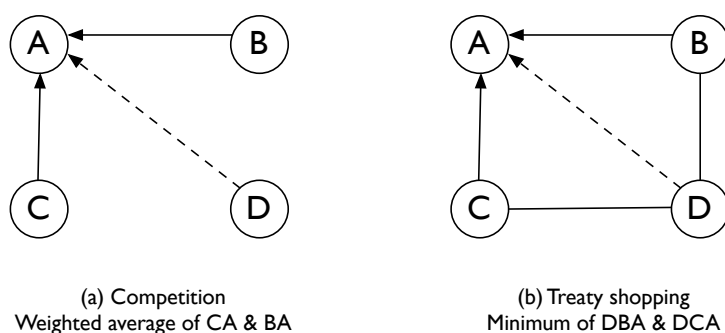 A
B
C
D
(a) Competition
Weighted average of CA & BA
A
B
C
D
(b) Treaty shopping
Minimum of DBA & DCA